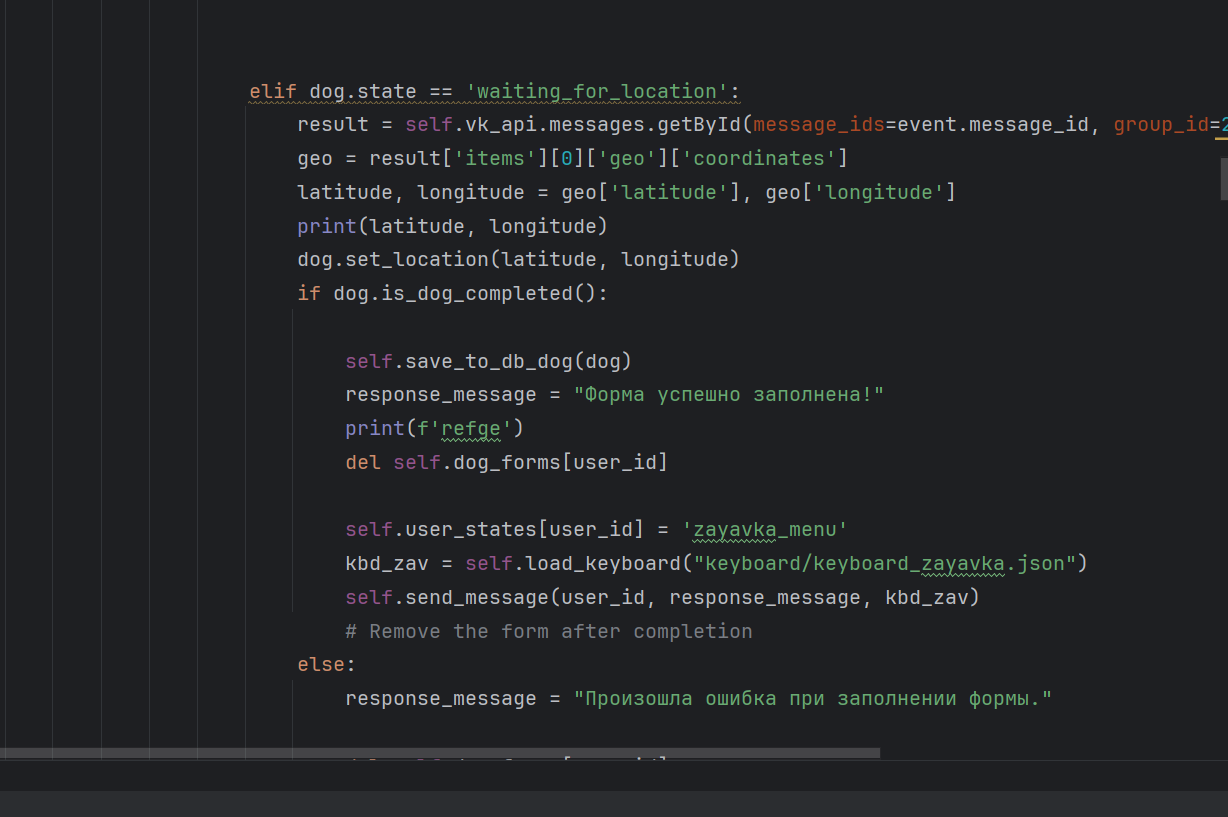 elif dog.state == 'waiting_for_location':
result = self.vk_api.messages.getById(message_ids=event.message_id, group_id=2
geo = result['items'][0]['geo']['coordinates']
latitude, longitude = geo['latitude'], geo['longitude']
print(latitude, longitude)
dog.set_location(latitude, longitude)
if dog.is_dog_completed():
self.save_to_db_dog(dog)
response_message = "Форма успешно заполнена!"
print(f'refge')
del self.dog_forms[user_id]
self.user_states[user_id] = 'zayavka_menu'
kbd_zav = self.load_keyboard("keyboard/keyboard_zayavka.json")
self.send_message(user_id, response_message, kbd_zav)
# Remove the form after completion
else:
response_message = "Произошла ошибка при заполнении формы."